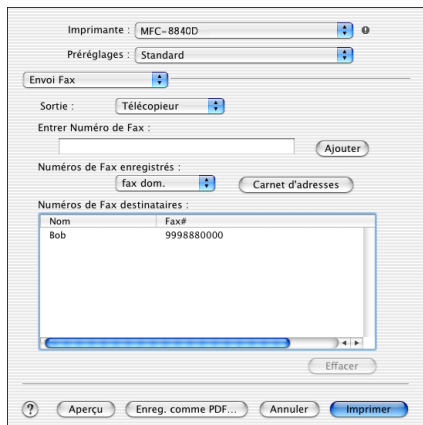 Imprimante : MFC-8840D
Préréglages : Standard
Envoi Fax
Sortie : Télécopieur
Entrer Numéro de Fax :
Ajouter
Numéros de Fax enregistrés :
fax dom. Carnet d'adresses
Numéros de Fax destinataires :
Nom Fax#
Bob 9998880000
Effacer
? Aperçu Enreg. comme PDF... Annuler Imprimer